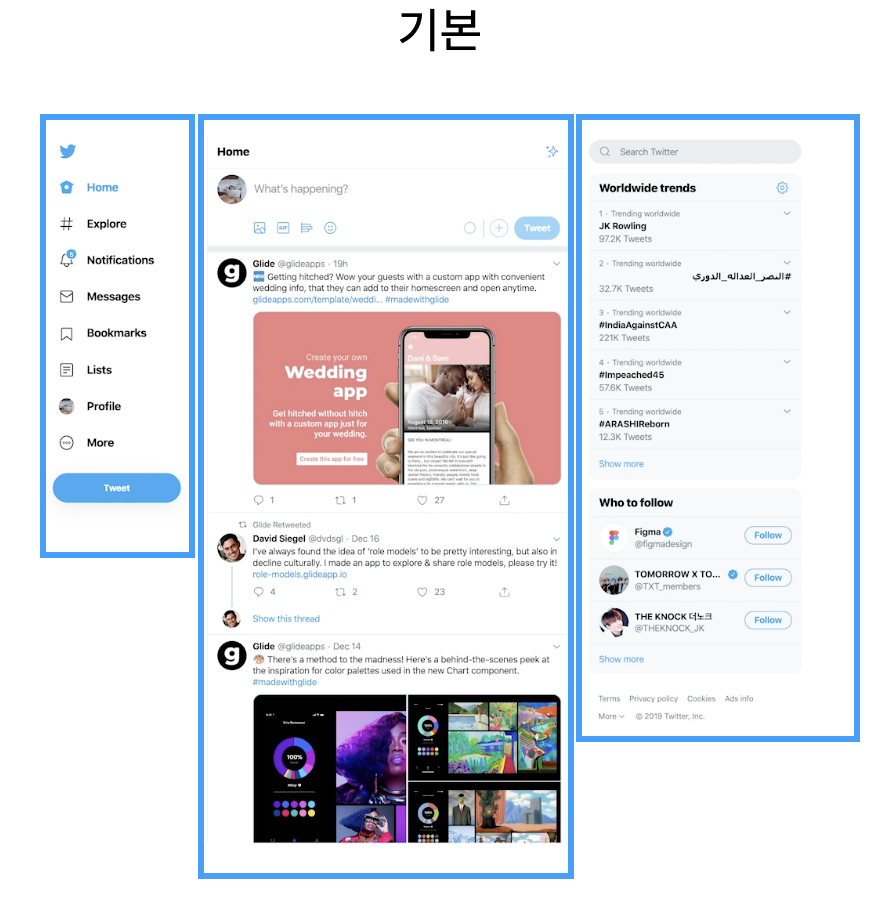 기본
Home
Explore
5
Notifications
Messages
Bookmarks
Lists
Profile
More
Tweet
Home
What's happening?
GIF
Tweet
Glide @glideapps · 19h
🆕 Getting hitched? Wow your guests with a custom app with convenient
wedding info, that they can add to their homescreen and open anytime.
glideapps.com/template/weddi... #madewithglide
Create your own
Wedding
app
Get hitched without hitch
with a custom app just for
your wedding.
Create this app for free
Dani & Sam
August 18, 2019
Montreal, Quebec
SEE YOU IN MONTREAL!
1 1 27
Glide Retweeted
David Siegel @dvdsgl · Dec 16
I've always found the idea of 'role models' to be pretty interesting, but also in
decline culturally. I made an app to explore & share role models, please try it!
role-models.glideapp.io
4 2 23
Show this thread
Glide @glideapps · Dec 14
🎨 There's a method to the madness! Here's a behind-the-scenes peek at
the inspiration for color palettes used in the new Chart component.
#madewithglide
100%
Search Twitter
Worldwide trends
1 · Trending worldwide
JK Rowling
97.2K Tweets
2 · Trending worldwide
#النصر_العداله_الدوري
32.7K Tweets
3 · Trending worldwide
#IndiaAgainstCAA
221K Tweets
4 · Trending worldwide
#Impeached45
57.6K Tweets
5 · Trending worldwide
#ARASHIReborn
12.3K Tweets
Show more
Who to follow
Figma
@figmadesign
Follow
TOMORROW X TO...
@TXT_members
Follow
THE KNOCK 더노크
@THEKNOCK_JK
Follow
Show more
Terms Privacy policy Cookies Ads info
More © 2019 Twitter, Inc.